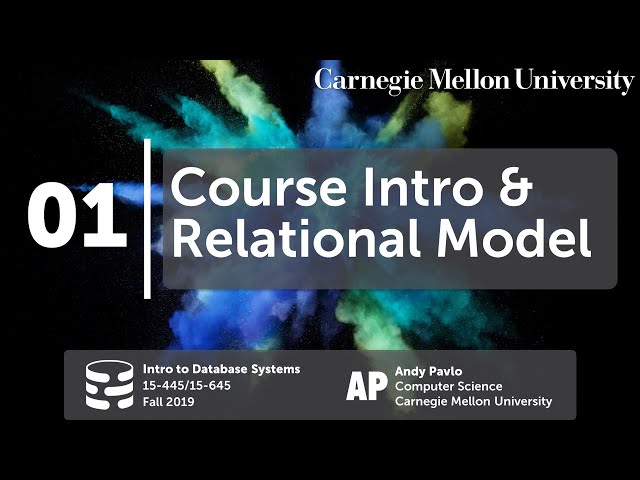 Carnegie Mellon University
01
Course Intro &
Relational Model
Intro to Database Systems
15-445/15-645
Fall 2019
AP
Andy Pavlo
Computer Science
Carnegie Mellon University